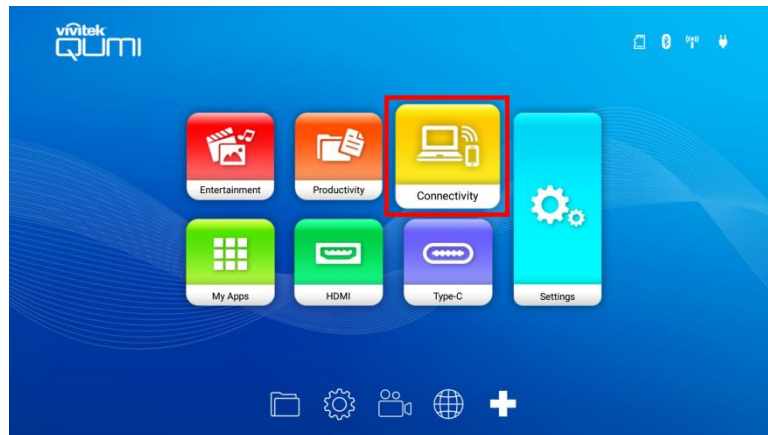 vivitek
QUMI
Entertainment
Productivity
Connectivity
My Apps
HDMI
Type-C
Settings